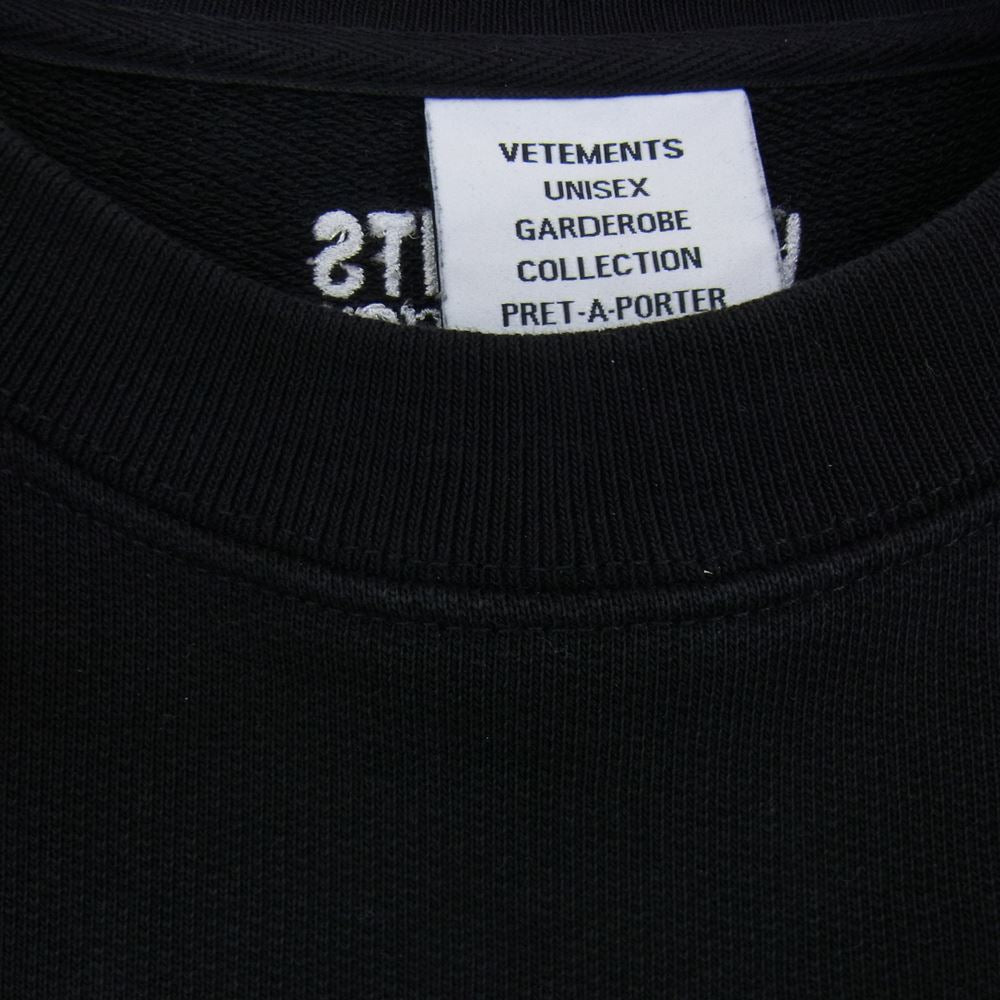 VETEMENTS
UNISEX
GARDEROBE
COLLECTION
PRET-A-PORTER